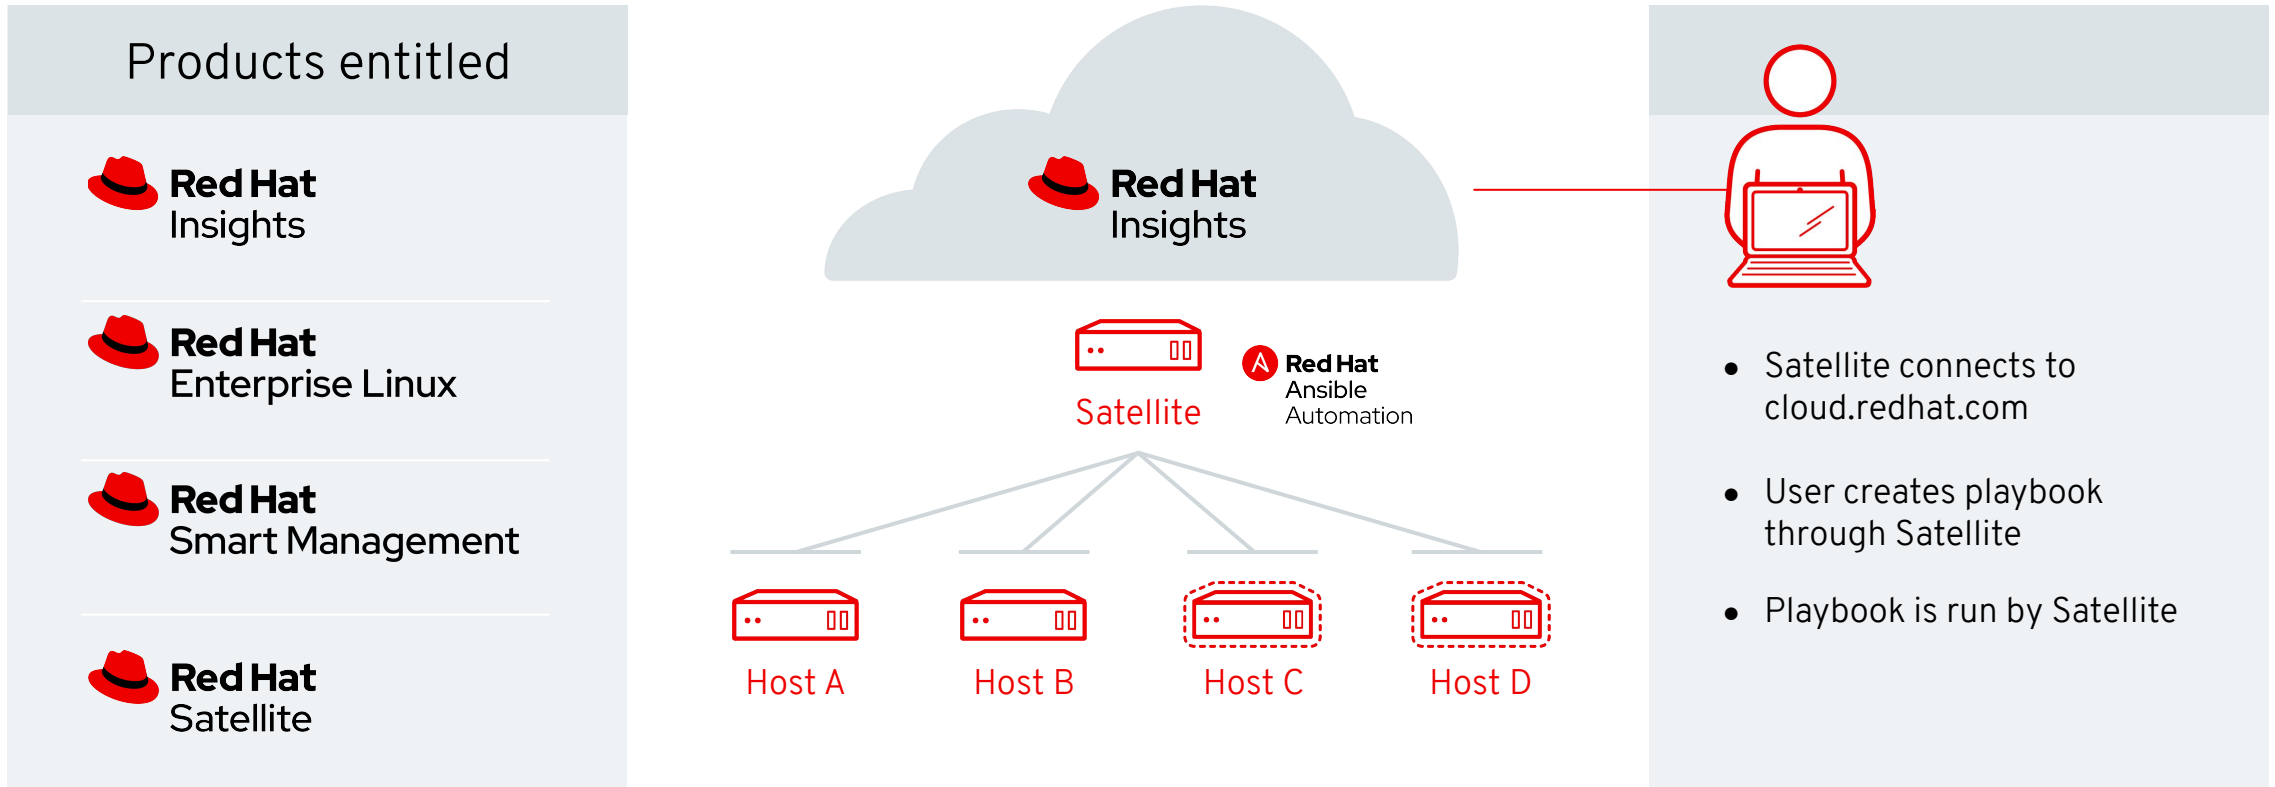 Products entitled
Red Hat
Insights
Red Hat
Enterprise Linux
Red Hat
Smart Management
Red Hat
Satellite
Red Hat
Insights
Satellite
Red Hat
Ansible
Automation
Host A
Host B
Host C
Host D
• Satellite connects to
cloud.redhat.com
• User creates playbook
through Satellite
• Playbook is run by Satellite